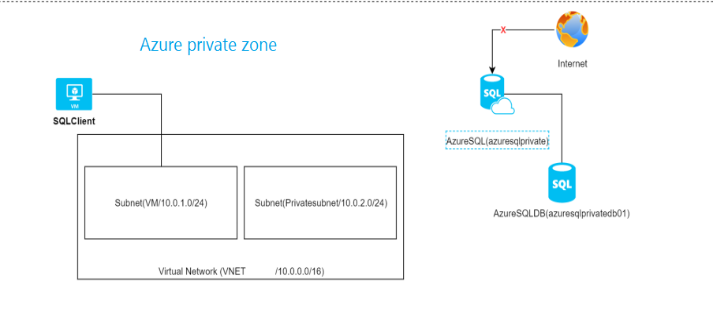 Azure private zone
Internet
VM
SQLClient
SQL
AzureSQL(azuresqlprivate)
Subnet(VM/10.0.1.0/24)
Subnet(Privatesubnet/10.0.2.0/24)
SQL
AzureSQLDB(azuresqlprivatedb01)
Virtual Network (VNET /10.0.0.0/16)